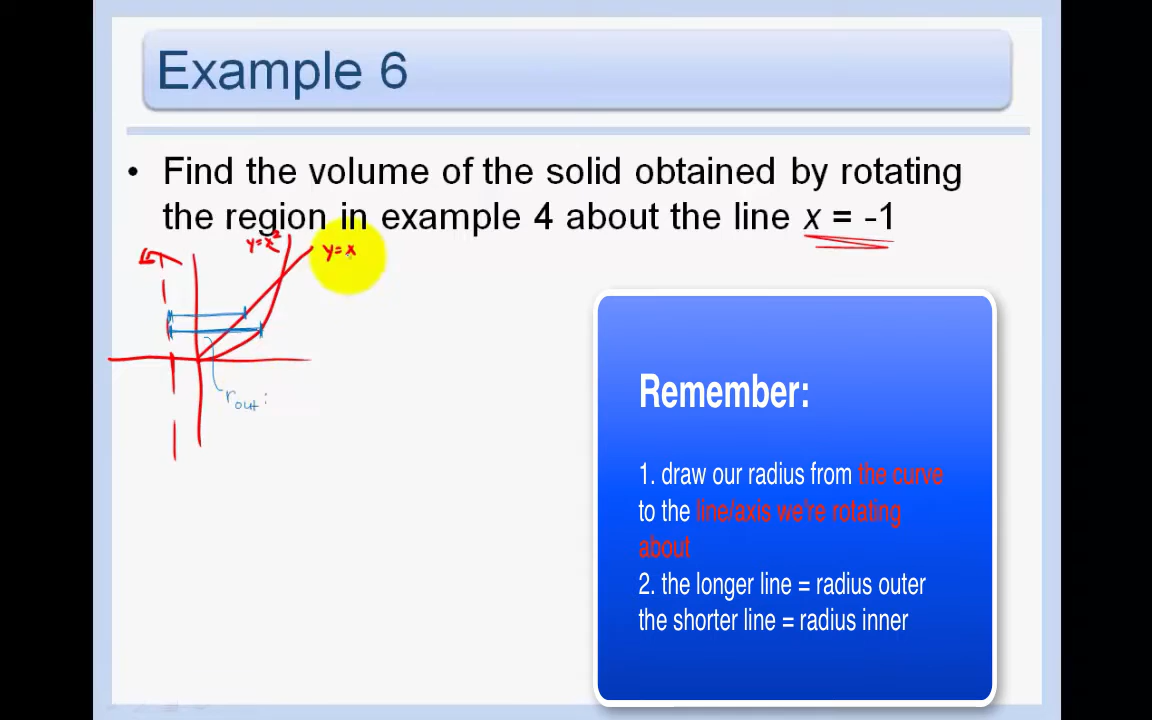 Example 6
• Find the volume of the solid obtained by rotating
the region in example 4 about the line x = -1
y=x²
y=x
r out :
Remember:
1. draw our radius from the curve
to the line/axis we're rotating
about
2. the longer line = radius outer
the shorter line = radius inner